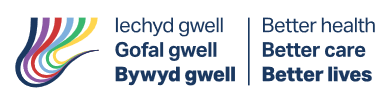 Iechyd gwell
Gofal gwell
Bywyd gwell
Better health
Better care
Better lives